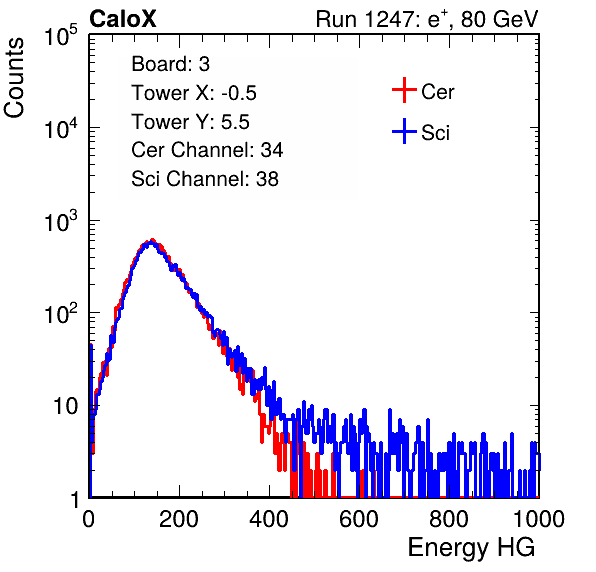 CaloX Run 1247: e⁺, 80 GeV
Counts
Board: 3
Tower X: -0.5
Tower Y: 5.5
Cer Channel: 34
Sci Channel: 38
Cer
Sci
10⁵
10⁴
10³
10²
10
1
0 200 400 600 800 1000
Energy HG